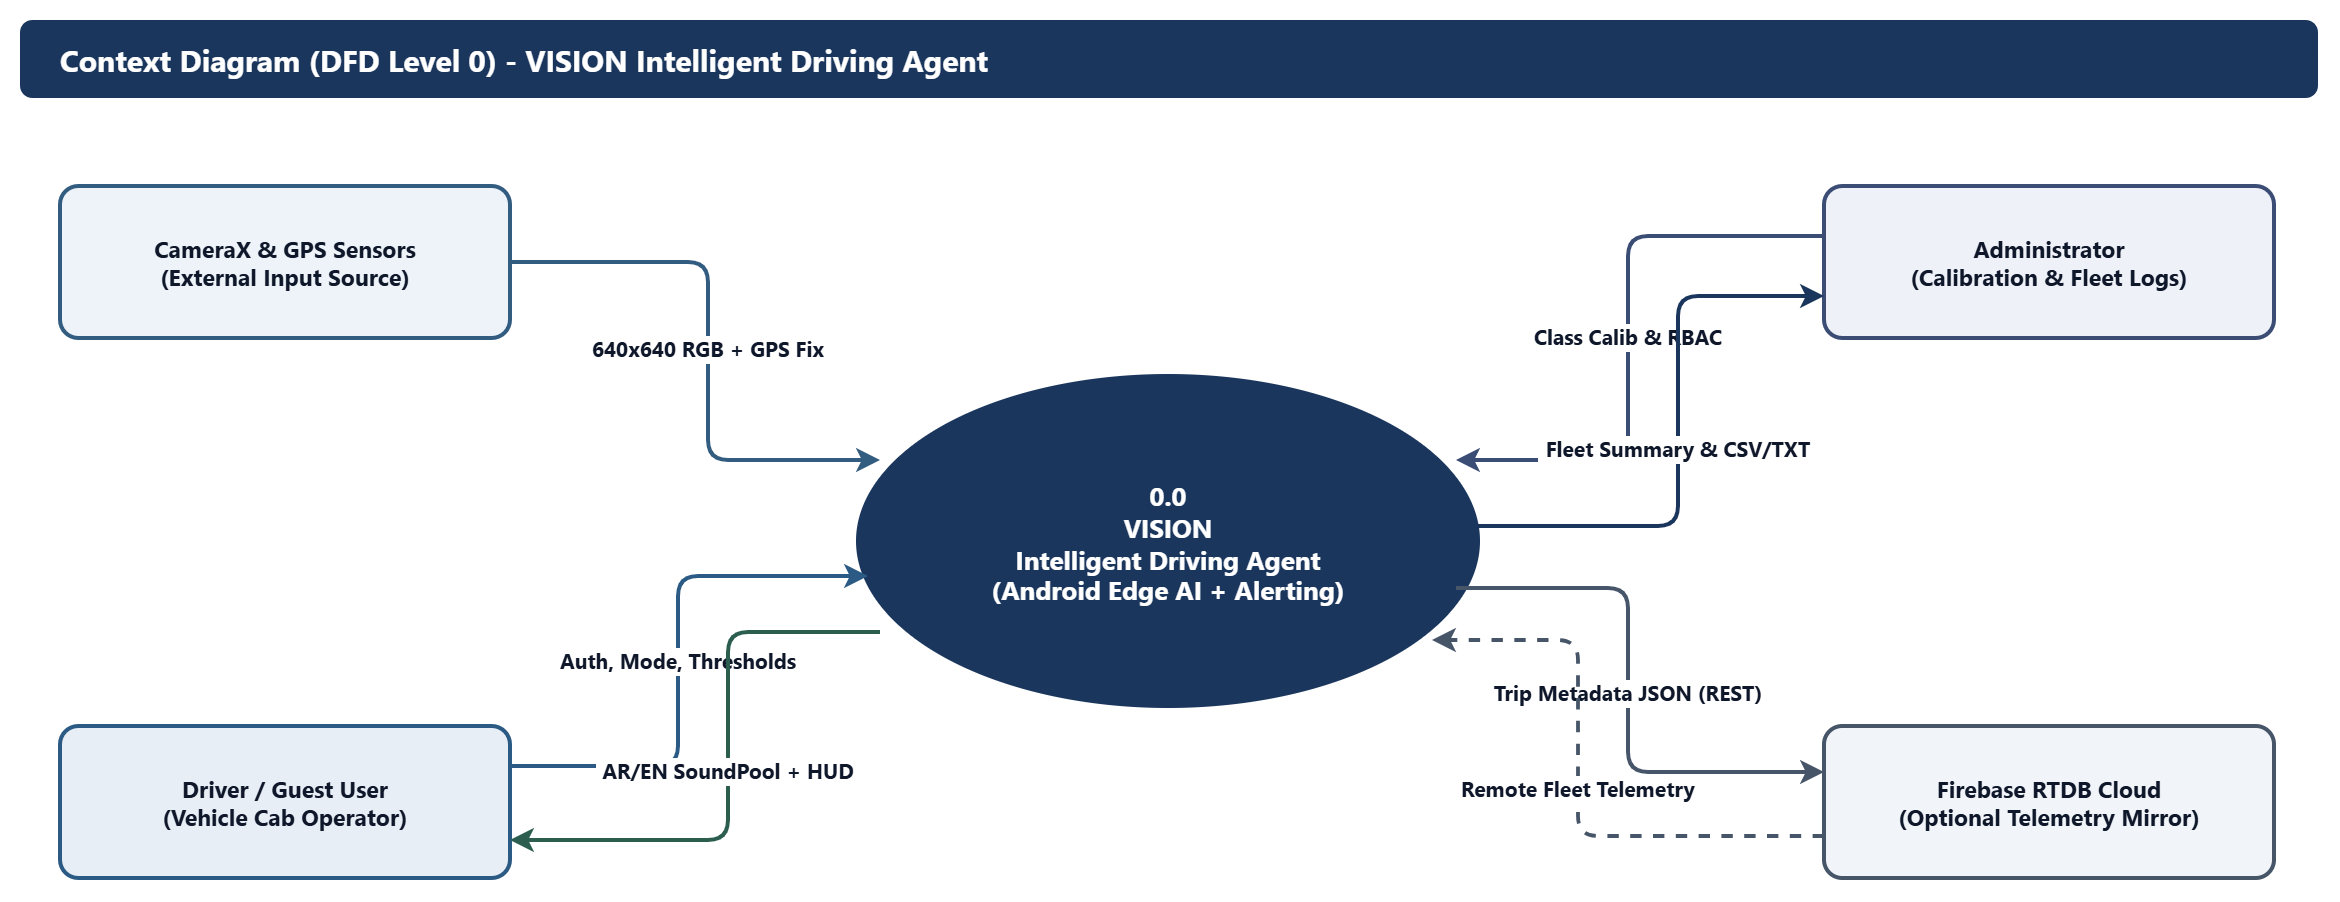 Context Diagram (DFD Level 0) - VISION Intelligent Driving Agent
CameraX & GPS Sensors
(External Input Source)
Administrator
(Calibration & Fleet Logs)
640x640 RGB + GPS Fix
Class Calib & RBAC
Fleet Summary & CSV/TXT
0.0
VISION
Intelligent Driving Agent
(Android Edge AI + Alerting)
Auth, Mode, Thresholds
AR/EN SoundPool + HUD
Trip Metadata JSON (REST)
Remote Fleet Telemetry
Driver / Guest User
(Vehicle Cab Operator)
Firebase RTDB Cloud
(Optional Telemetry Mirror)